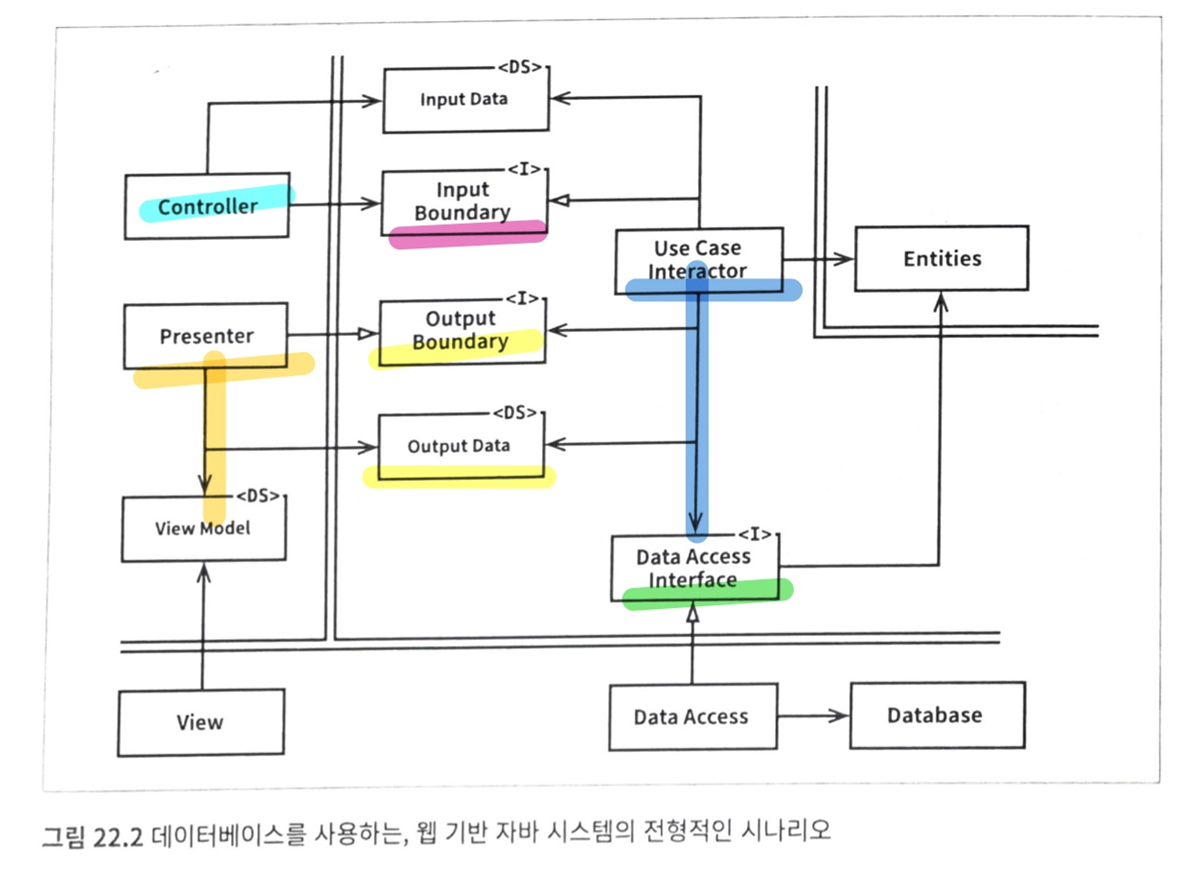 <DS>
Input Data
<I>
Controller
Input
Boundary
Use Case
Interactor
Entities
<I>
Presenter
Output
Boundary
<DS>
Output Data
<DS>
View Model
<I>
Data Access
Interface
View
Data Access
Database
그림 22.2 데이터베이스를 사용하는, 웹 기반 자바 시스템의 전형적인 시나리오